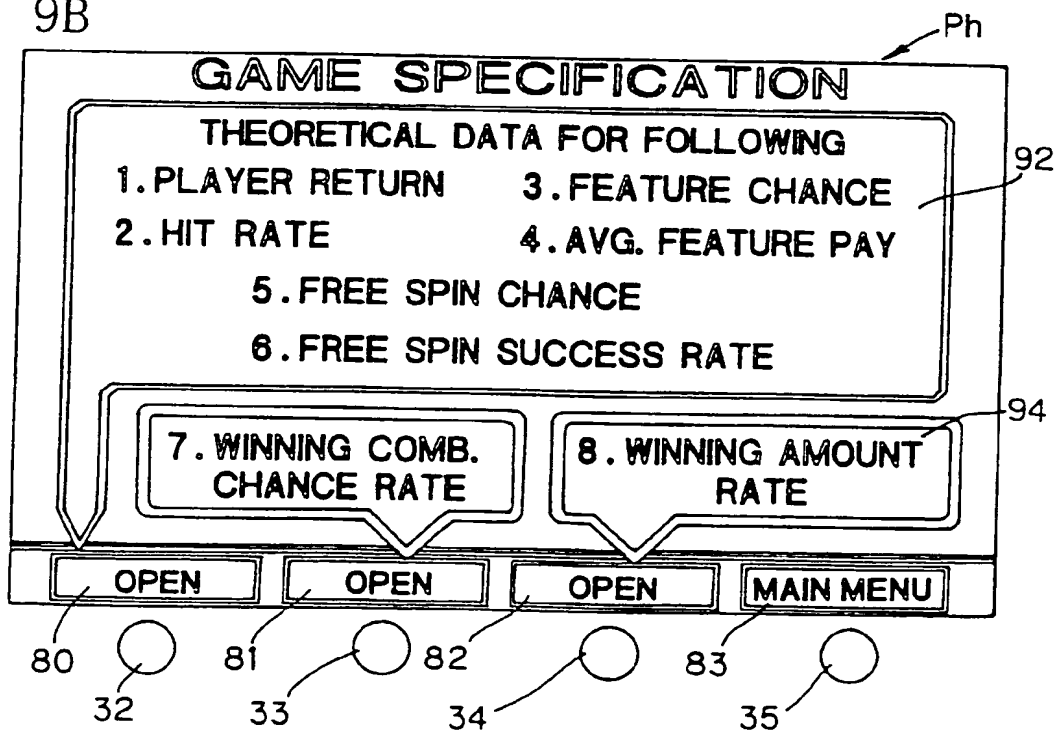 9B
Ph
GAME SPECIFICATION
THEORETICAL DATA FOR FOLLOWING
92
1. PLAYER RETURN
3. FEATURE CHANCE
2. HIT RATE
4. AVG. FEATURE PAY
5. FREE SPIN CHANCE
6. FREE SPIN SUCCESS RATE
94
7. WINNING COMB.
CHANCE RATE
8. WINNING AMOUNT
RATE
OPEN
OPEN
OPEN
MAIN MENU
80
81
82
83
32
33
34
35